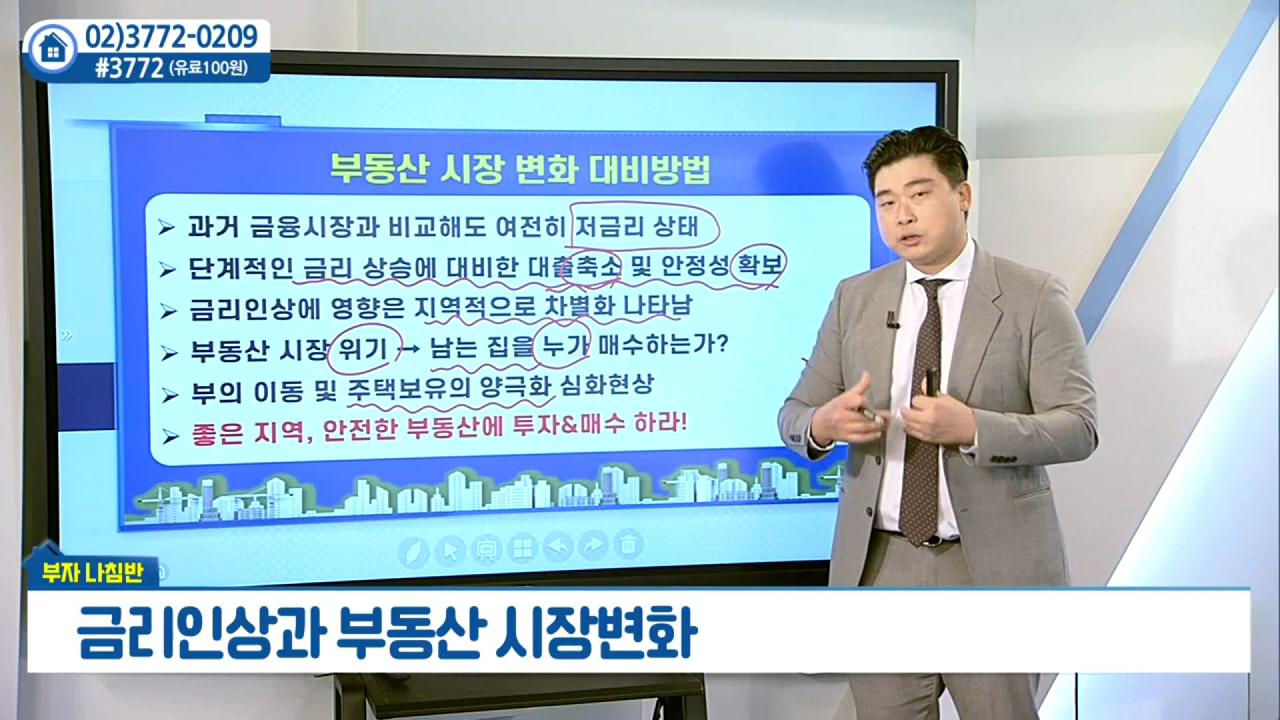 02)3772-0209
#3772 (유료100원)
부동산 시장 변화 대비방법
➢ 과거 금융시장과 비교해도 여전히 저금리 상태
➢ 단계적인 금리 상승에 대비한 대출축소 및 안정성 확보
➢ 금리인상에 영향은 지역적으로 차별화 나타남
➢ 부동산 시장 위기 → 남는 집을 누가 매수하는가?
➢ 부의 이동 및 주택보유의 양극화 심화현상
➢ 좋은 지역, 안전한 부동산에 투자&매수 하라!
부자 나침반
금리인상과 부동산 시장변화